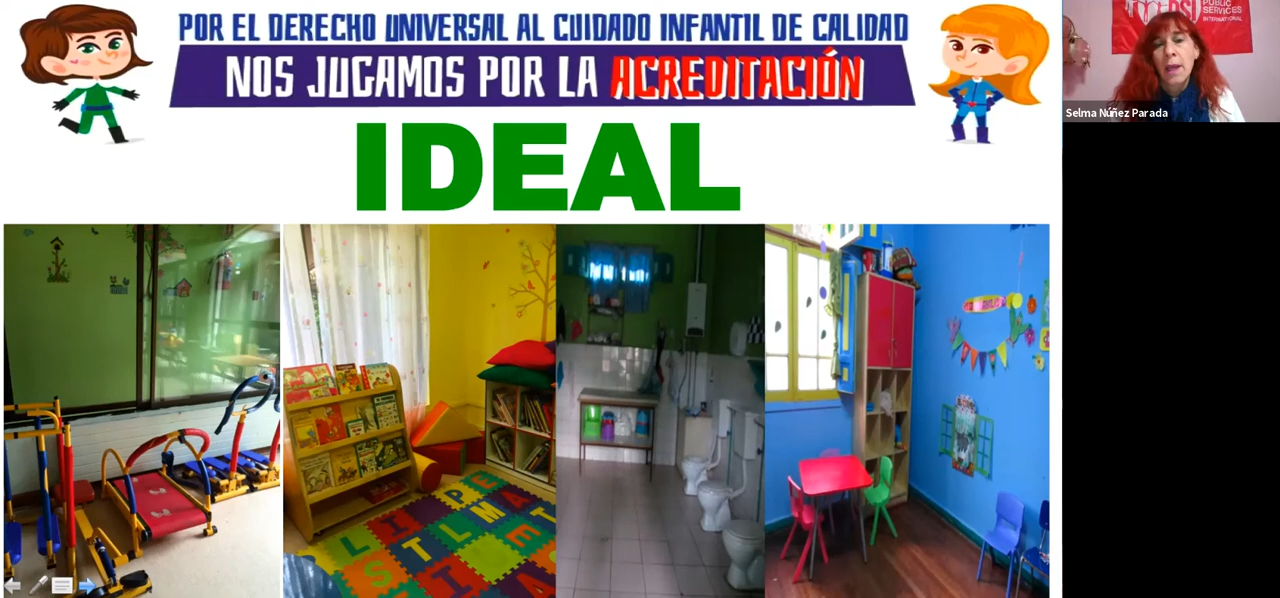 POR EL DERECHO UNIVERSAL AL CUIDADO INFANTIL DE CALIDAD
NOS JUGAMOS POR LA ACREDITACIÓN
IDEAL
PUBLIC
SERVICES
INTERNATIONAL
Selma Núñez Parada
L I P E
S T L M A
E